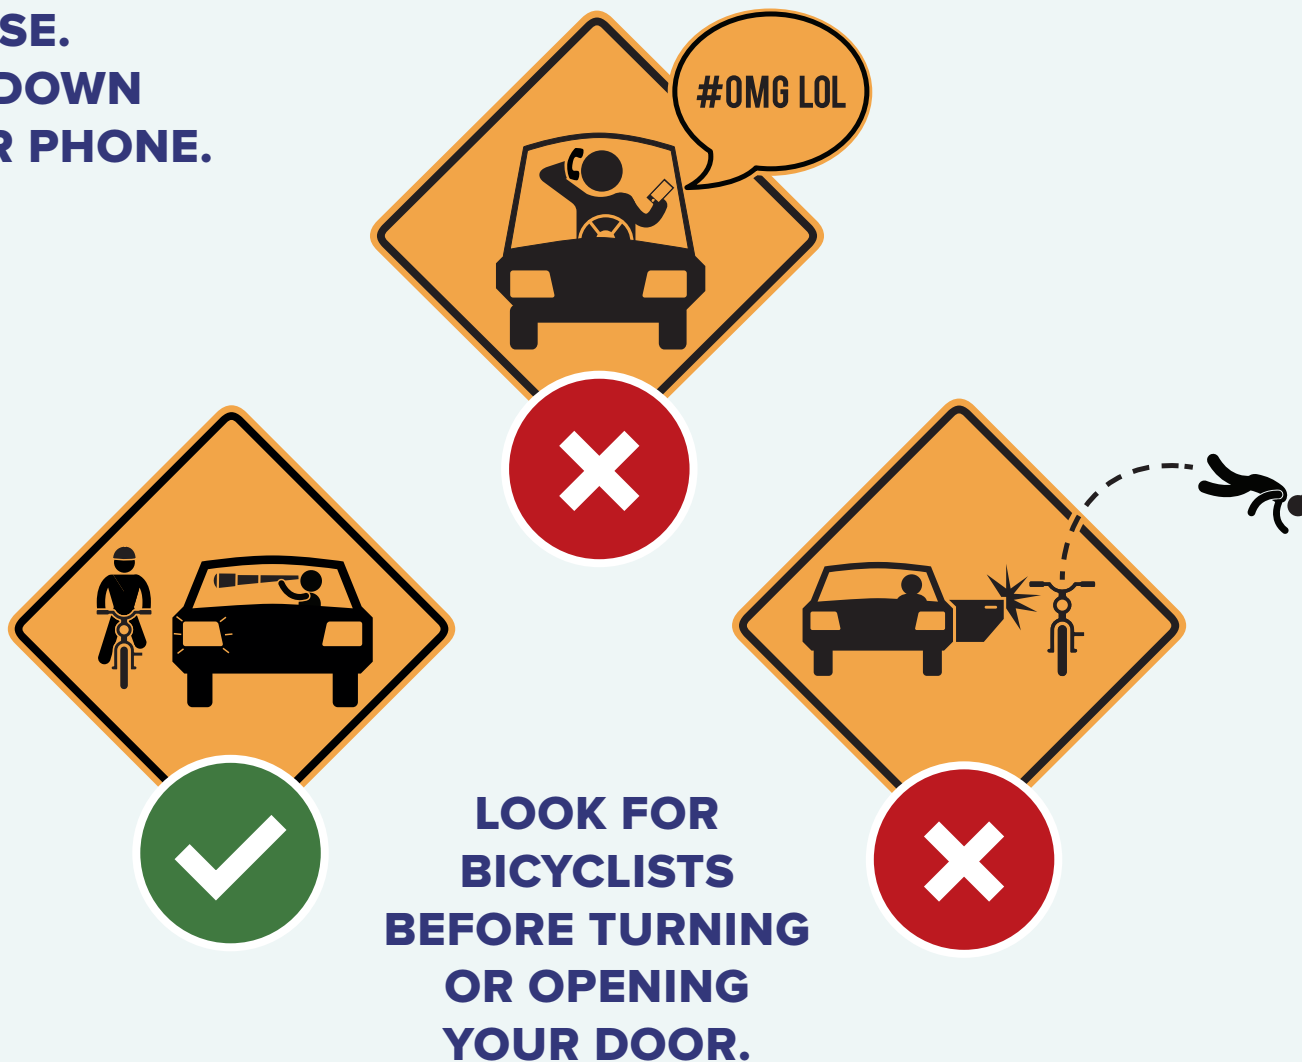 SE.
DOWN
R PHONE.
#OMG LOL
LOOK FOR
BICYCLISTS
BEFORE TURNING
OR OPENING
YOUR DOOR.